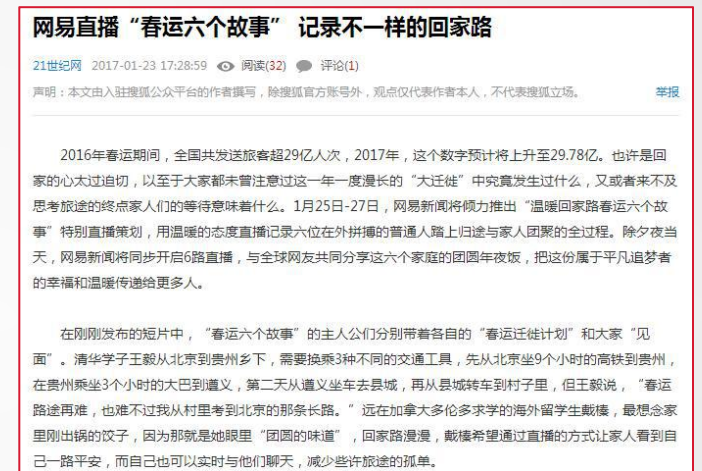 网易直播“春运六个故事” 记录不一样的回家路
21世纪网 2017-01-23 17:28:59 阅读(32) 评论(1)
声明：本文由入驻搜狐公众平台的作者撰写，除搜狐官方账号外，观点仅代表作者本人，不代表搜狐立场。 举报
2016年春运期间，全国共发送旅客超29亿人次，2017年，这个数字预计将上升至29.78亿。也许是回
家的心太过迫切，以至于大家都未曾注意过这一年一度漫长的“大迁徙”中究竟发生过什么，又或者来不及
思考旅途的终点家人们的等待意味着什么。1月25日-27日，网易新闻将倾力推出“温暖回家路春运六个故
事”特别直播策划，用温暖的态度直播记录六位在外拼搏的普通人踏上归途与家人团聚的全过程。除夕夜当
天，网易新闻将同步开启6路直播，与全球网友共同分享这六个家庭的团圆年夜饭，把这份属于平凡追梦者
的幸福和温暖传递给更多人。
在刚刚发布的短片中，“春运六个故事”的主人公们分别带着各自的“春运迁徙计划”和大家“见
面”。清华学子王毅从北京到贵州乡下，需要换乘3种不同的交通工具，先从北京坐9个小时的高铁到贵州，
在贵州乘坐3个小时的大巴到遵义，第二天从遵义坐车去县城，再从县城转车到村子里，但王毅说，“春运
路途再难，也难不过我从村里考到北京的那条长路。”远在加拿大多伦多求学的海外留学生戴榛，最想念家
里刚出锅的饺子，因为那就是她眼里“团圆的味道”，回家路漫漫，戴榛希望通过直播的方式让家人看到自
己一路平安，而自己也可以实时与他们聊天，减少些许旅途的孤单。